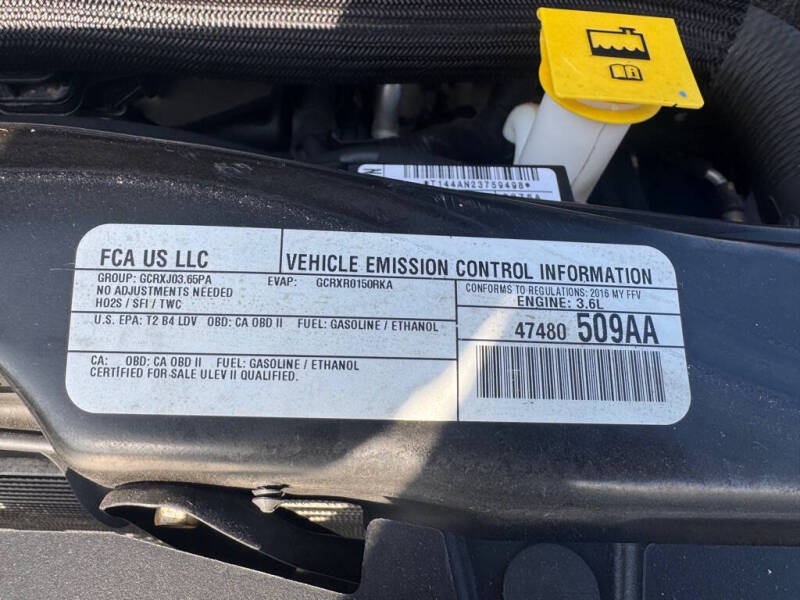 *T144AN23759498*
FCA US LLC
VEHICLE EMISSION CONTROL INFORMATION
GROUP: GCRXJ03.65PA EVAP: GCRXR0150RKA
NO ADJUSTMENTS NEEDED
HO2S / SFI / TWC
CONFORMS TO REGULATIONS: 2016 MY FFV
ENGINE: 3.6L
U.S. EPA: T2 B4 LDV OBD: CA OBD II FUEL: GASOLINE / ETHANOL
47480 509AA
CA: OBD: CA OBD II FUEL: GASOLINE / ETHANOL
CERTIFIED FOR SALE ULEV II QUALIFIED.